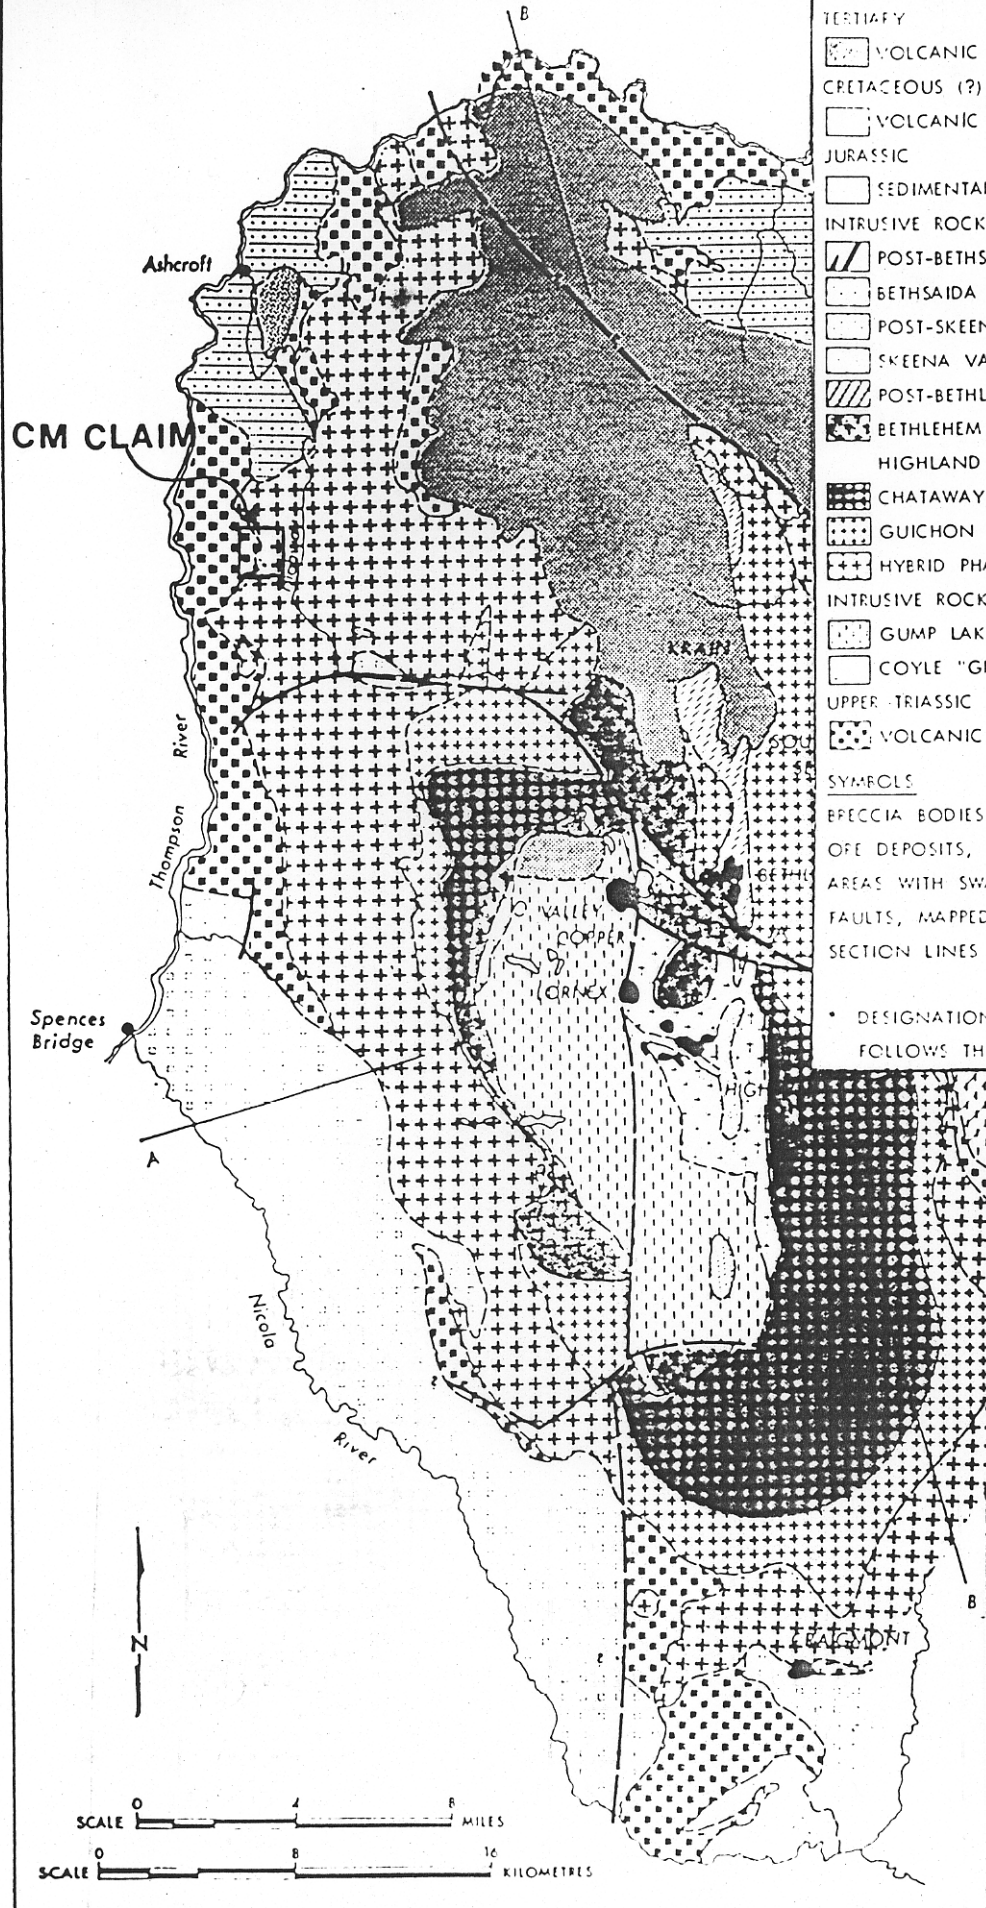 B
Ashcroft
CM CLAIM
KRAIN
Thompson River
VALLEY
COPPER
LORNEX
Spences
Bridge
A
HIGH
Nicola
River
CRAIGMONT
B
N
SCALE 0 4 8 MILES
SCALE 0 8 16 KILOMETRES
TERTIARY
VOLCANIC
CRETACEOUS (?)
VOLCANIC
JURASSIC
SEDIMENTA
INTRUSIVE ROCK
POST-BETHS
BETHSAIDA
POST-SKEEN
SKEENA VA
POST-BETHL
BETHLEHEM
HIGHLAND
CHATAWAY
GUICHON
HYBRID PHA
INTRUSIVE ROCK
GUMP LAK
COYLE "G
UPPER TRIASSIC
VOLCANIC
SYMBOLS
BRECCIA BODIES
ORE DEPOSITS,
AREAS WITH SWA
FAULTS, MAPPED
SECTION LINES
* DESIGNATION
FOLLOWS TH